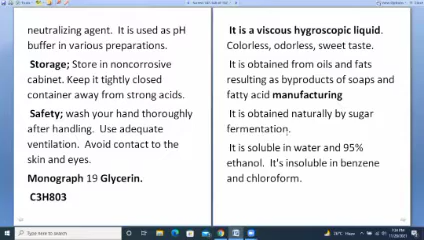 neutralizing agent. It is used as pH
buffer in various preparations.
Storage; Store in noncorrosive
cabinet. Keep it tightly closed
container away from strong acids.
Safety; wash your hand thoroughly
after handling. Use adequate
ventilation. Avoid contact to the
skin and eyes.
Monograph 19 Glycerin.
C3H803
It is a viscous hygroscopic liquid.
Colorless, odorless, sweet taste.
It is obtained from oils and fats
resulting as byproducts of soaps and
fatty acid manufacturing
It is obtained naturally by sugar
fermentation.
It is soluble in water and 95%
ethanol. It's insoluble in benzene
and chloroform.
Type here to search